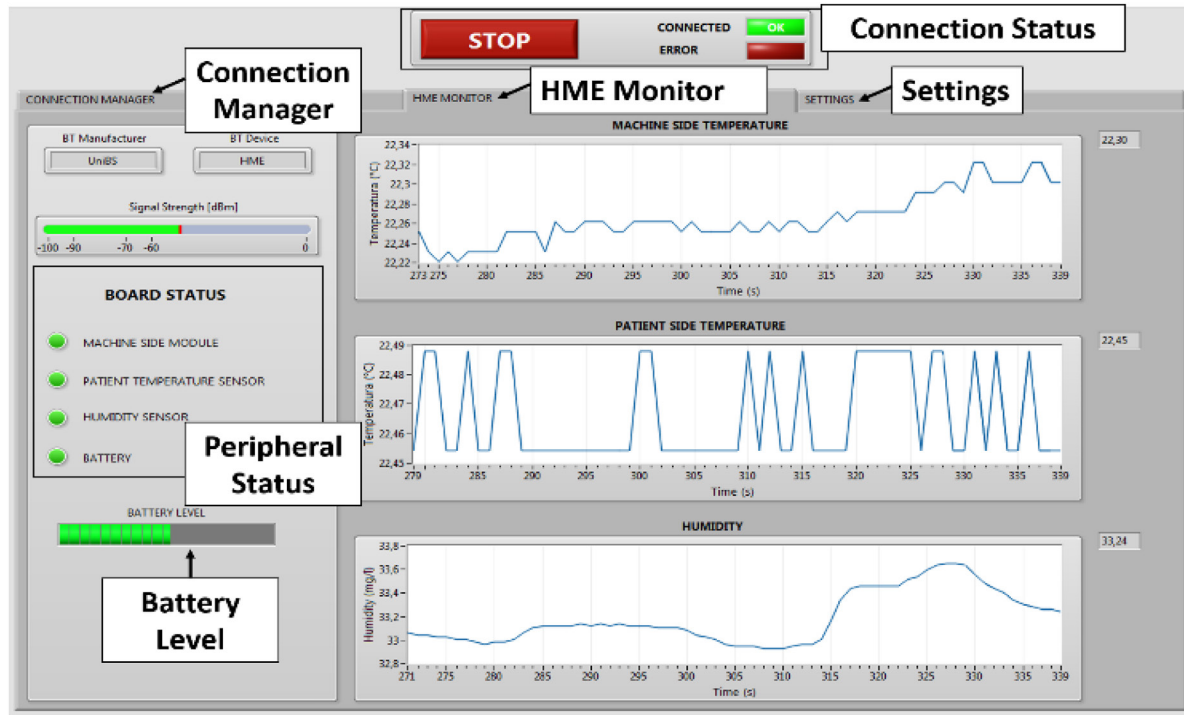 STOP
CONNECTED
OK
ERROR
Connection Status
Connection
Manager
HME Monitor
Settings
CONNECTION MANAGER
HME MONITOR
SETTINGS
BT Manufacturer
BT Device
UniBS
HME
Signal Strength [dBm]
-100 -90 -70 -60 0
BOARD STATUS
MACHINE SIDE MODULE
PATIENT TEMPERATURE SENSOR
HUMIDITY SENSOR
BATTERY
Peripheral
Status
BATTERY LEVEL
Battery
Level
MACHINE SIDE TEMPERATURE
22,30
Temperatura (°C)
22,34
22,32
22,3
22,28
22,26
22,24
22,22
273 275 280 285 290 295 300 305 310 315 320 325 330 335 339
Time (s)
PATIENT SIDE TEMPERATURE
22,45
Temperatura (°C)
22,49
22,48
22,47
22,46
22,45
270 275 280 285 290 295 300 305 310 315 320 325 330 335 339
Time (s)
HUMIDITY
33,24
Humidity (mg/l)
33,8
33,6
33,4
33,2
33
32,8
271 275 280 285 290 295 300 305 310 315 320 325 330 335 339
Time (s)